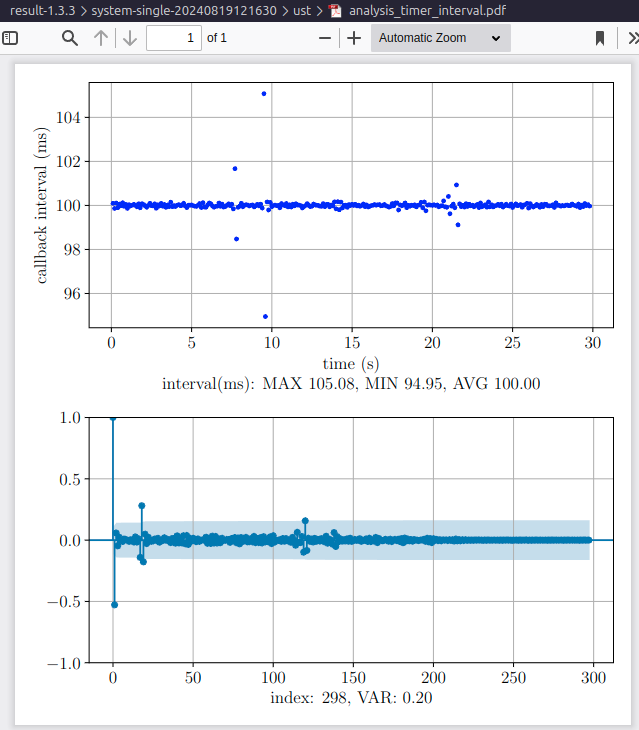 result-1.3.3 > system-single-20240819121630 > ust > analysis_timer_interval.pdf
1 of 1 Automatic Zoom
104
102
100
98
96
callback interval (ms)
0 5 10 15 20 25 30
time (s)
interval(ms): MAX 105.08, MIN 94.95, AVG 100.00
1.0
0.5
0.0
−0.5
−1.0
0 50 100 150 200 250 300
index: 298, VAR: 0.20